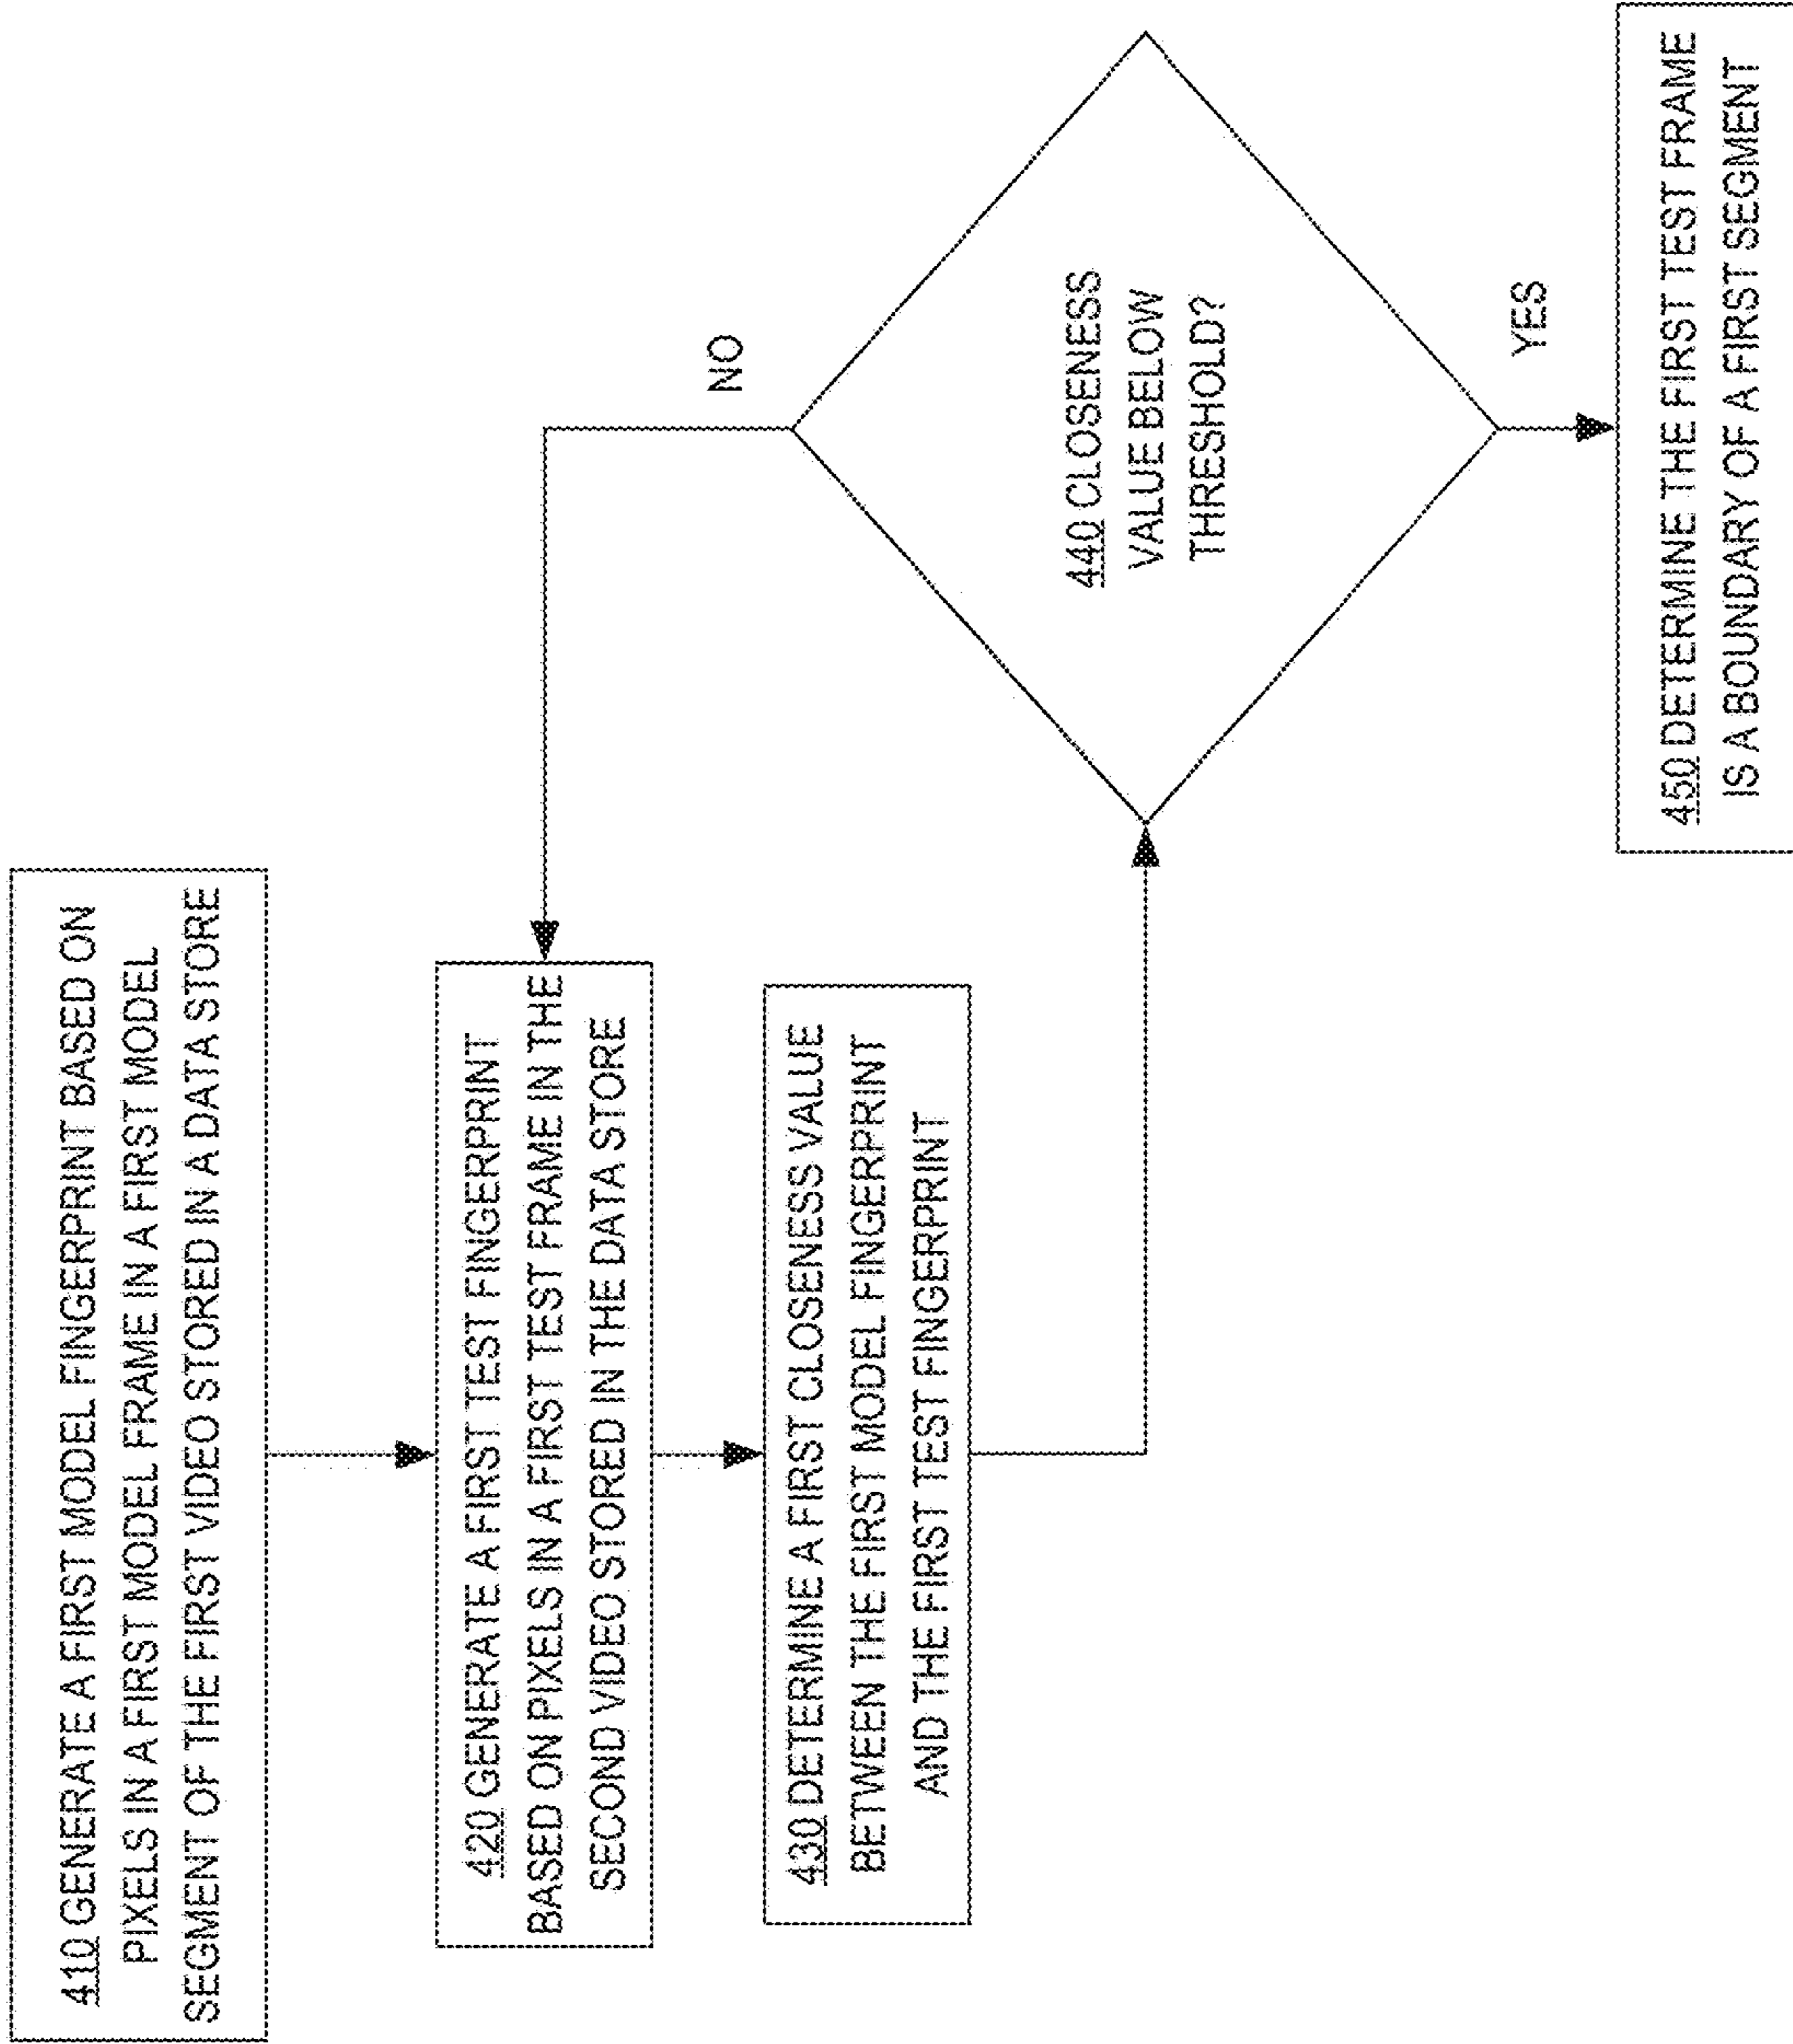 410 GENERATE A FIRST MODEL FINGERPRINT BASED ON
PIXELS IN A FIRST MODEL FRAME IN A FIRST MODEL
SEGMENT OF THE FIRST VIDEO STORED IN A DATA STORE
420 GENERATE A FIRST TEST FINGERPRINT
BASED ON PIXELS IN A FIRST TEST FRAME IN THE
SECOND VIDEO STORED IN THE DATA STORE
430 DETERMINE A FIRST CLOSENESS VALUE
BETWEEN THE FIRST MODEL FINGERPRINT
AND THE FIRST TEST FINGERPRINT
NO
440 CLOSENESS
VALUE BELOW
THRESHOLD?
YES
450 DETERMINE THE FIRST TEST FRAME
IS A BOUNDARY OF A FIRST SEGMENT